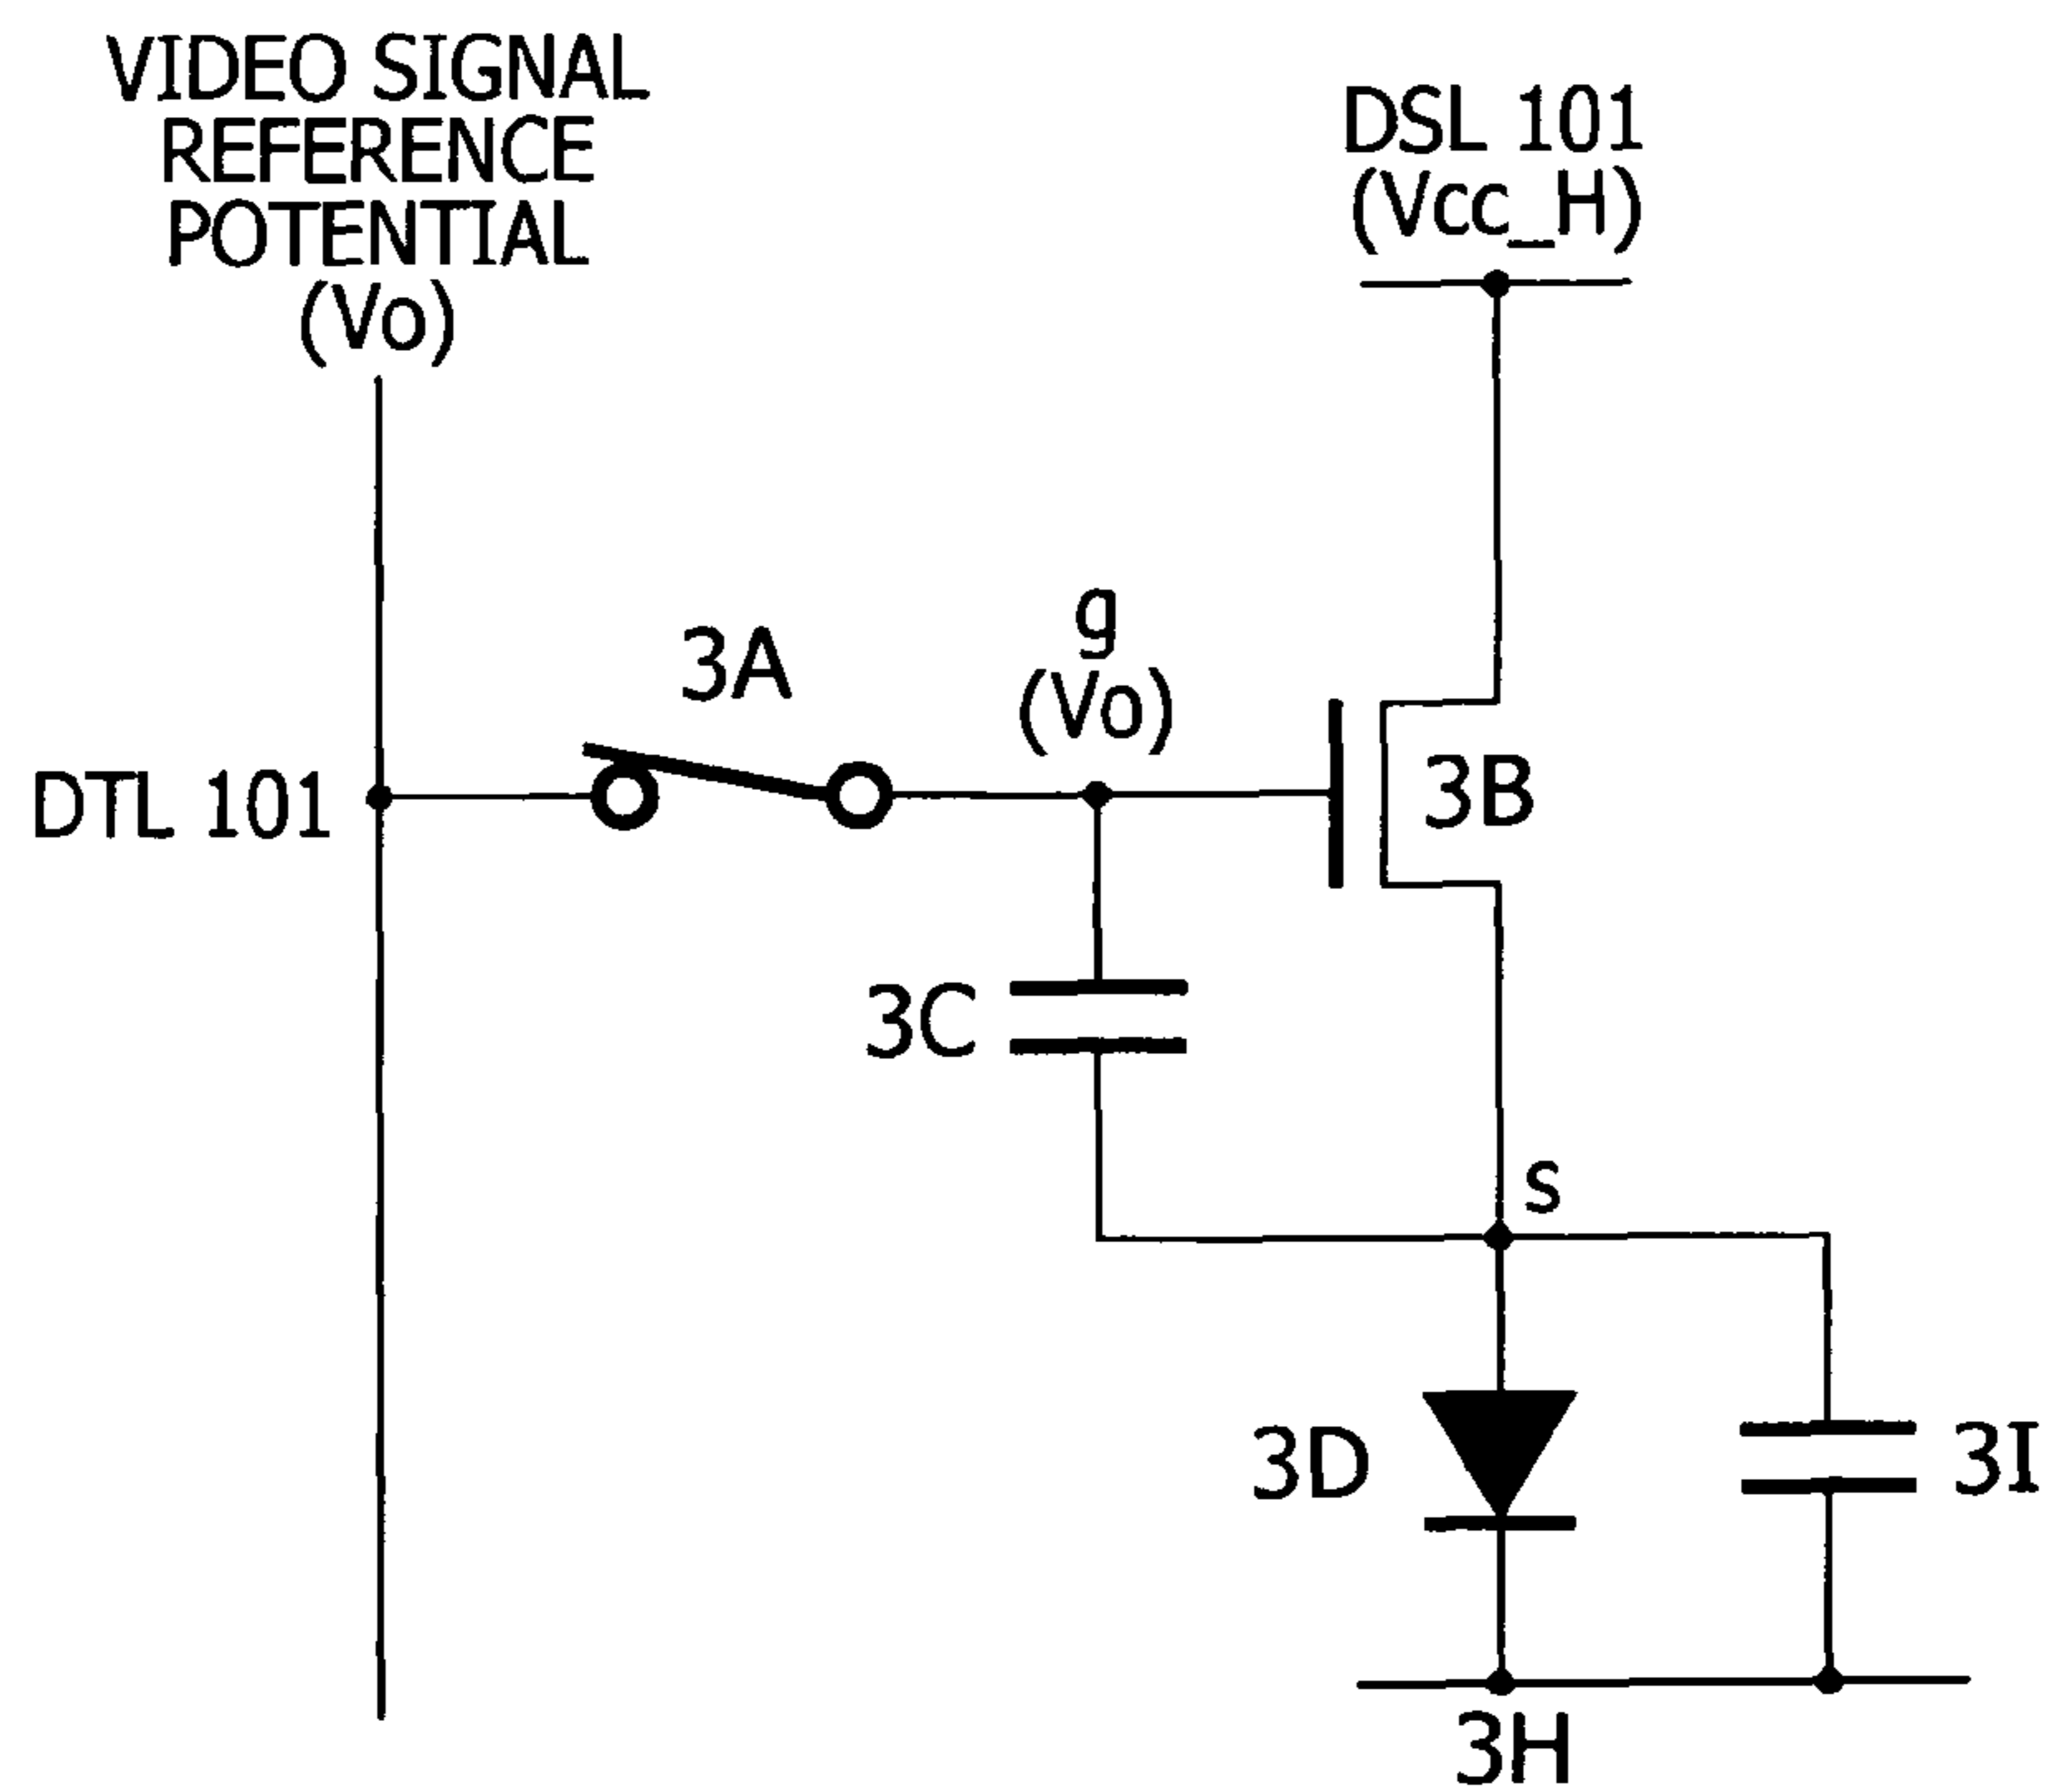 VIDEO SIGNAL
REFERENCE
POTENTIAL
(Vo)
DSL 101
(Vcc_H)
g
(Vo)
3A
3B
DTL 101
3C
s
3D
3I
3H